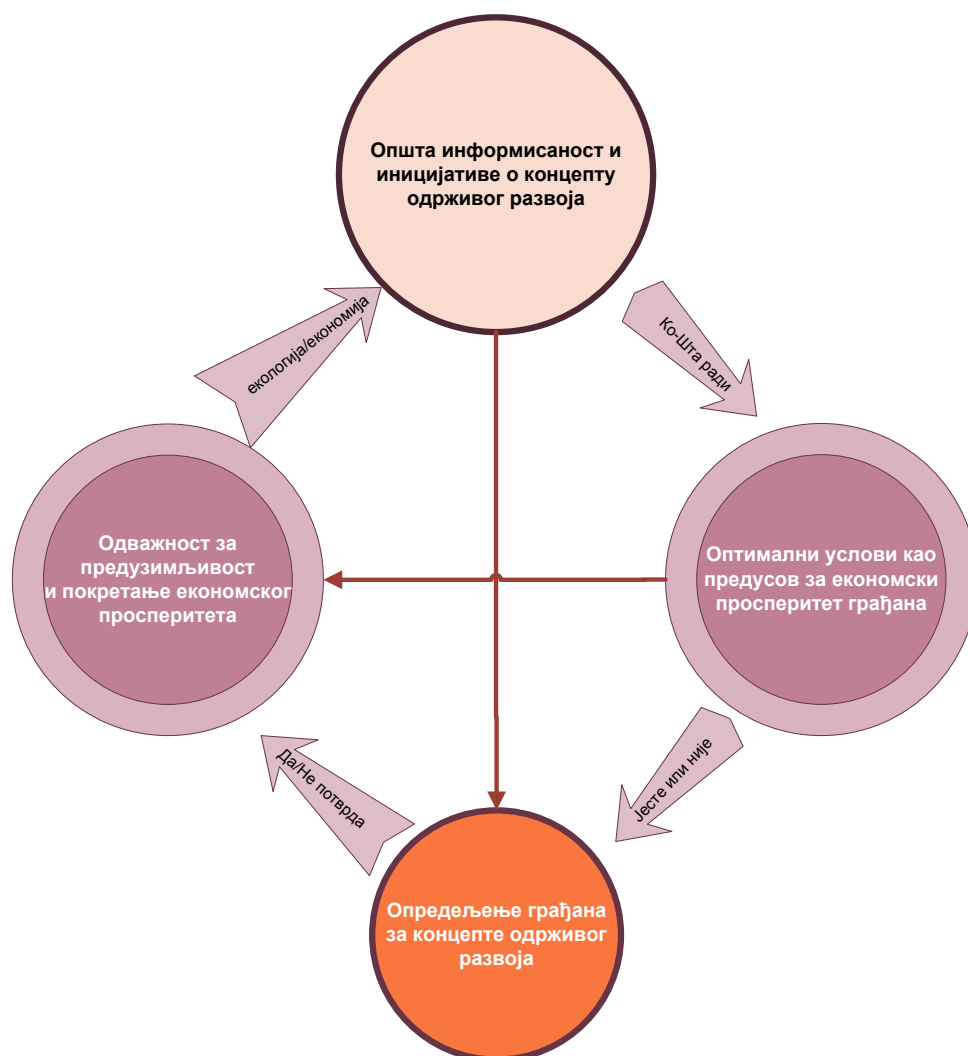 Општа информисаност и
иницијативе о концепту
одрживог развоја
екологија/економија
Ко-Шта ради
Одважност за
предузимљивост
и покретање економског
просперитета
Оптимални услови као
предусов за економски
просперитет грађана
Да/Не потврда
Јесте или није
Опредељење грађана
за концепте одрживог
развоја